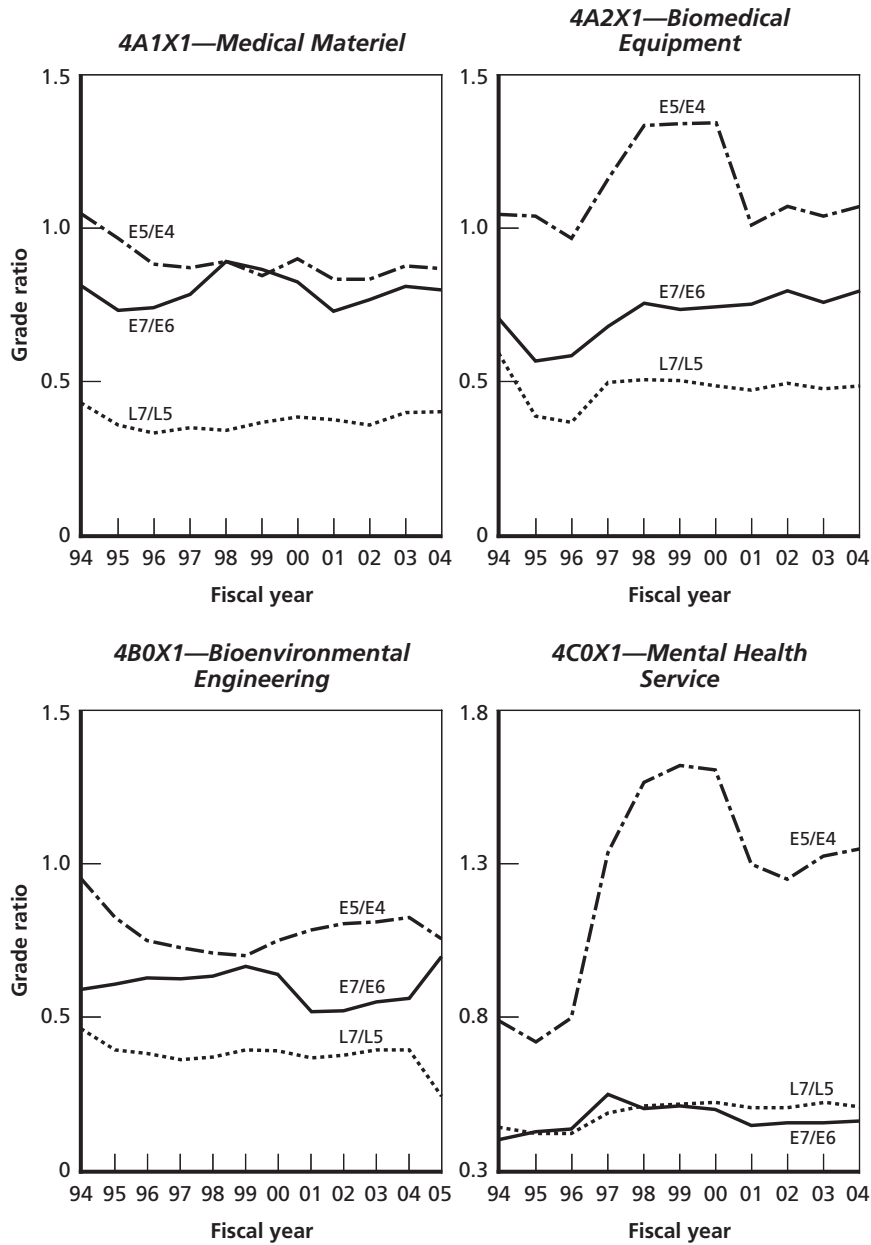 4A1X1—Medical Materiel
1.5
1.0
0.5
0
Grade ratio
E5/E4
E7/E6
L7/L5
94 95 96 97 98 99 00 01 02 03 04
Fiscal year
4A2X1—Biomedical
Equipment
1.5
1.0
0.5
0
E5/E4
E7/E6
L7/L5
94 95 96 97 98 99 00 01 02 03 04
Fiscal year
4B0X1—Bioenvironmental
Engineering
1.5
1.0
0.5
0
Grade ratio
E5/E4
E7/E6
L7/L5
94 95 96 97 98 99 00 01 02 03 04 05
Fiscal year
4C0X1—Mental Health
Service
1.8
1.3
0.8
0.3
E5/E4
L7/L5
E7/E6
94 95 96 97 98 99 00 01 02 03 04
Fiscal year